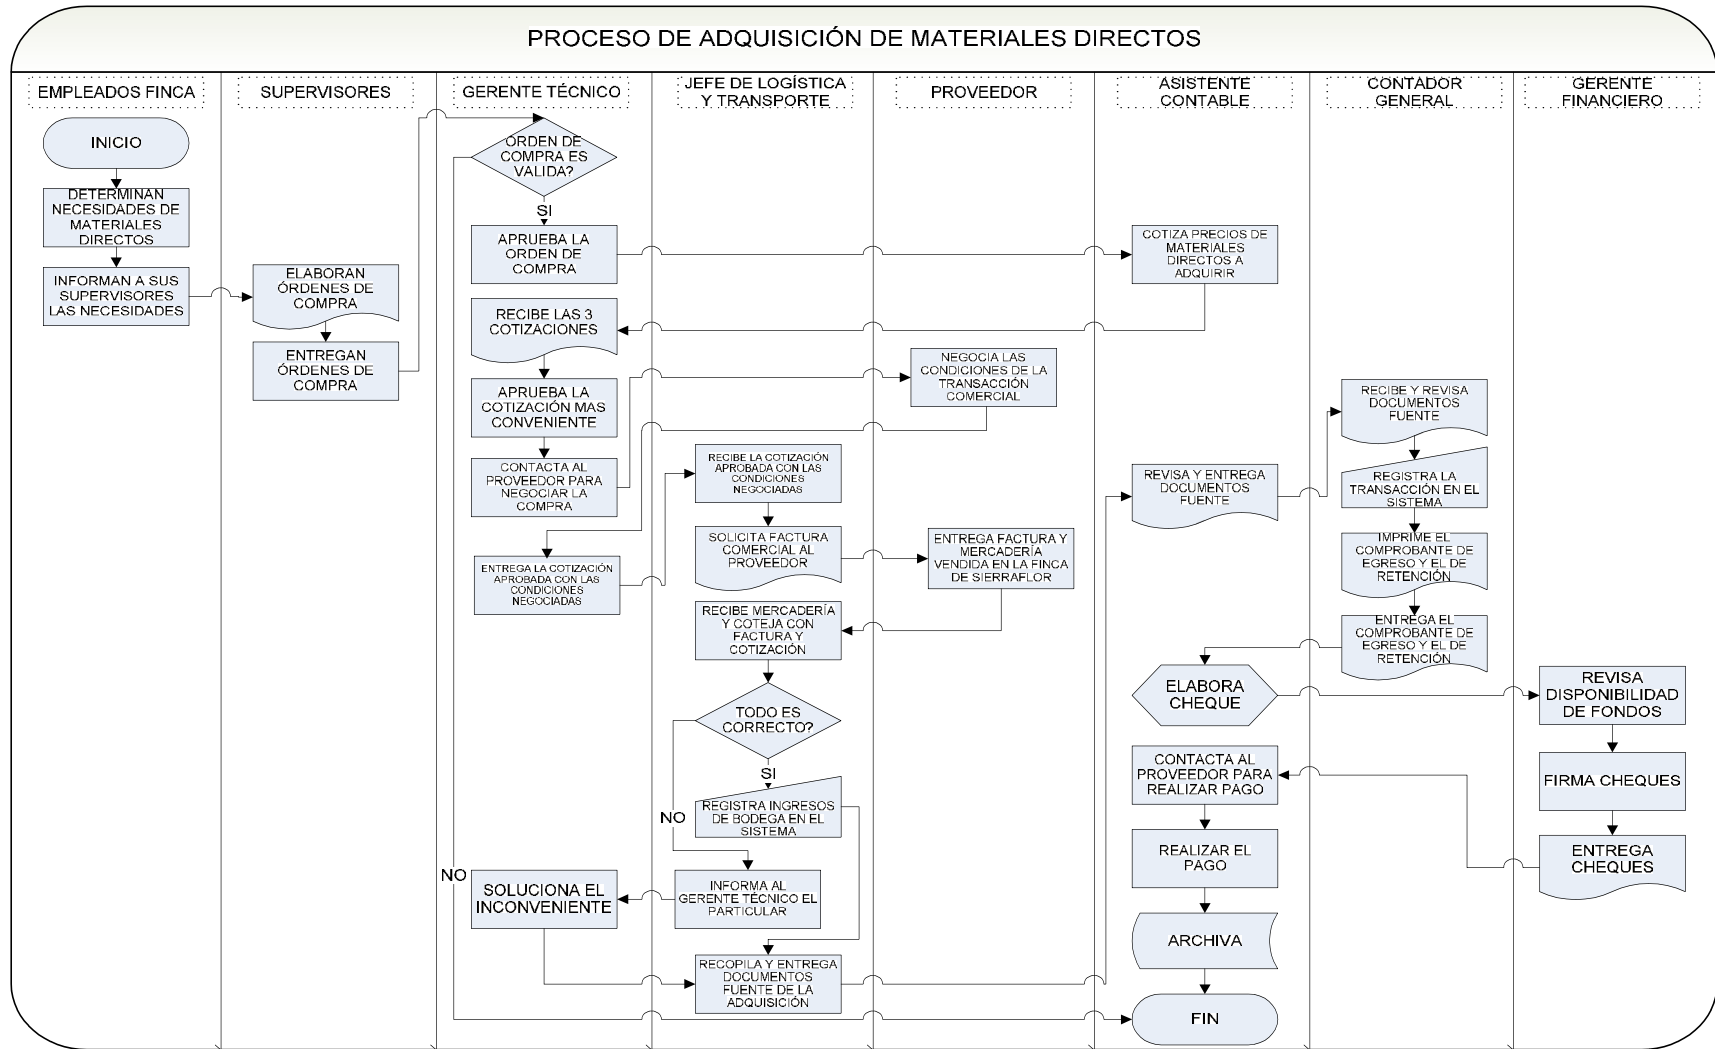 PROCESO DE ADQUISICIÓN DE MATERIALES DIRECTOS
EMPLEADOS FINCA
SUPERVISORES
GERENTE TÉCNICO
JEFE DE LOGÍSTICA
Y TRANSPORTE
PROVEEDOR
ASISTENTE
CONTABLE
CONTADOR
GENERAL
GERENTE
FINANCIERO
INICIO
DETERMINAN
NECESIDADES DE
MATERIALES
DIRECTOS
INFORMAN A SUS
SUPERVISORES
LAS NECESIDADES
ELABORAN
ÓRDENES DE
COMPRA
ENTREGAN
ÓRDENES DE
COMPRA
ORDEN DE
COMPRA ES
VALIDA?
SI
APRUEBA LA
ORDEN DE
COMPRA
COTIZA PRECIOS DE
MATERIALES
DIRECTOS A
ADQUIRIR
RECIBE LAS 3
COTIZACIONES
APRUEBA LA
COTIZACIÓN MAS
CONVENIENTE
CONTACTA AL
PROVEEDOR PARA
NEGOCIAR LA
COMPRA
NEGOCIA LAS
CONDICIONES DE LA
TRANSACCIÓN
COMERCIAL
ENTREGA LA COTIZACIÓN
APROBADA CON LAS
CONDICIONES
NEGOCIADAS
RECIBE LA COTIZACIÓN
APROBADA CON LAS
CONDICIONES
NEGOCIADAS
SOLICITA FACTURA
COMERCIAL AL
PROVEEDOR
ENTREGA FACTURA Y
MERCADERÍA
VENDIDA EN LA FINCA
DE SIERRAFLOR
RECIBE MERCADERÍA
Y COTEJA CON
FACTURA Y
COTIZACIÓN
TODO ES
CORRECTO?
SI
NO
REGISTRA INGRESOS
DE BODEGA EN EL
SISTEMA
INFORMA AL
GERENTE TÉCNICO EL
PARTICULAR
NO
SOLUCIONA EL
INCONVENIENTE
RECOPILA Y ENTREGA
DOCUMENTOS
FUENTE DE LA
ADQUISICIÓN
REVISA Y ENTREGA
DOCUMENTOS
FUENTE
RECIBE Y REVISA
DOCUMENTOS
FUENTE
REGISTRA LA
TRANSACCIÓN EN EL
SISTEMA
IMPRIME EL
COMPROBANTE DE
EGRESO Y EL DE
RETENCIÓN
ENTREGA EL
COMPROBANTE DE
EGRESO Y EL DE
RETENCIÓN
ELABORA
CHEQUE
REVISA
DISPONIBILIDAD
DE FONDOS
FIRMA CHEQUES
ENTREGA
CHEQUES
CONTACTA AL
PROVEEDOR PARA
REALIZAR PAGO
REALIZAR EL
PAGO
ARCHIVA
FIN